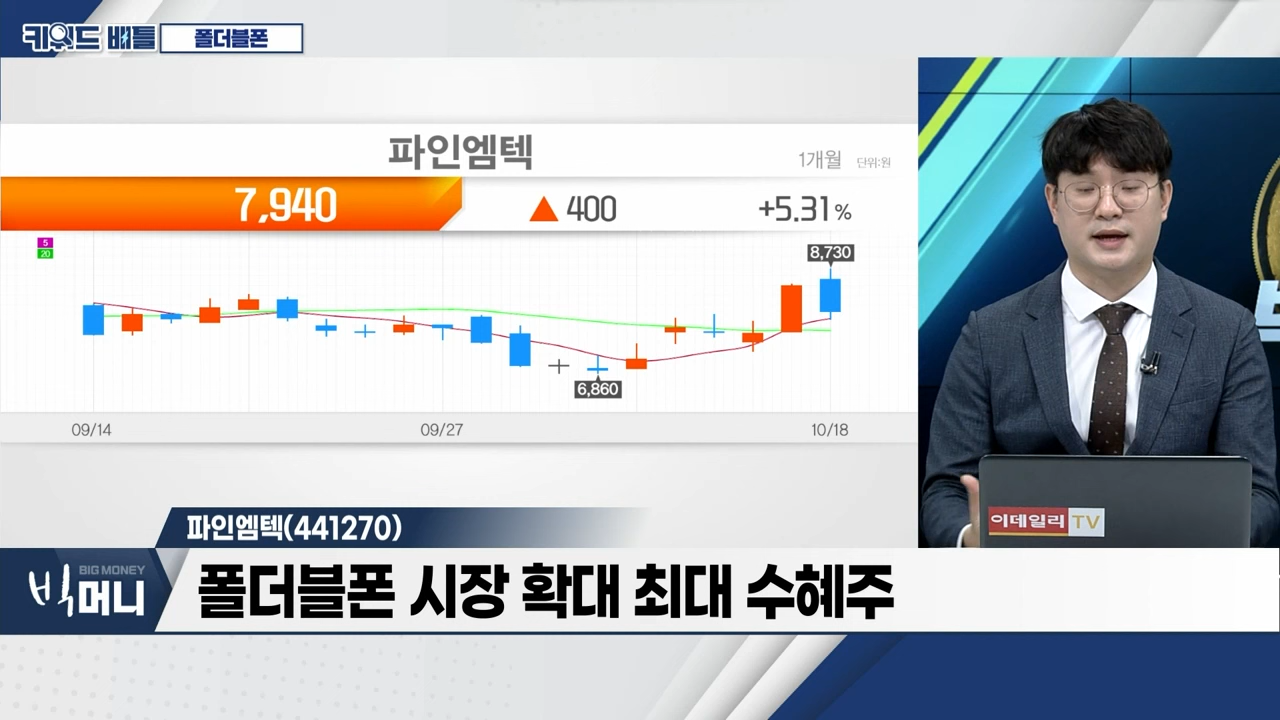 키워드 배틀
폴더블폰
파인엠텍
1개월 단위:원
7,940 ▲ 400 +5.31%
5
20
8,730
6,860
09/14 09/27 10/18
이데일리 TV
파인엠텍(441270)
BIG MONEY
빅머니
폴더블폰 시장 확대 최대 수혜주